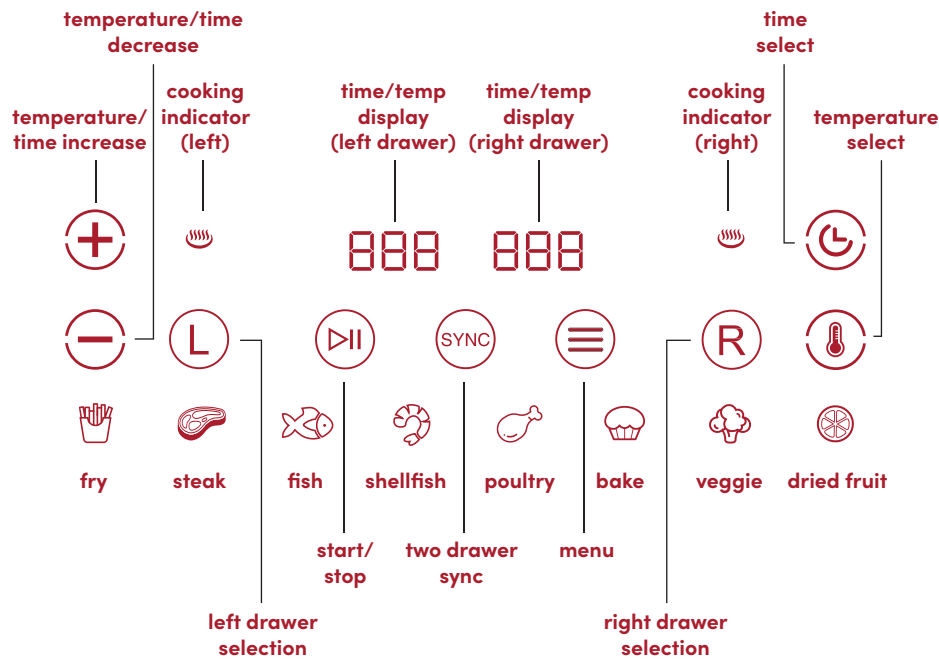 temperature/time
decrease
time
select
cooking
indicator
(left)
time/temp
display
(left drawer)
time/temp
display
(right drawer)
cooking
indicator
(right)
temperature/
time increase
temperature
select
888
888
L
SYNC
R
fry
steak
fish
shellfish
poultry
bake
veggie
dried fruit
start/
stop
two drawer
sync
menu
left drawer
selection
right drawer
selection